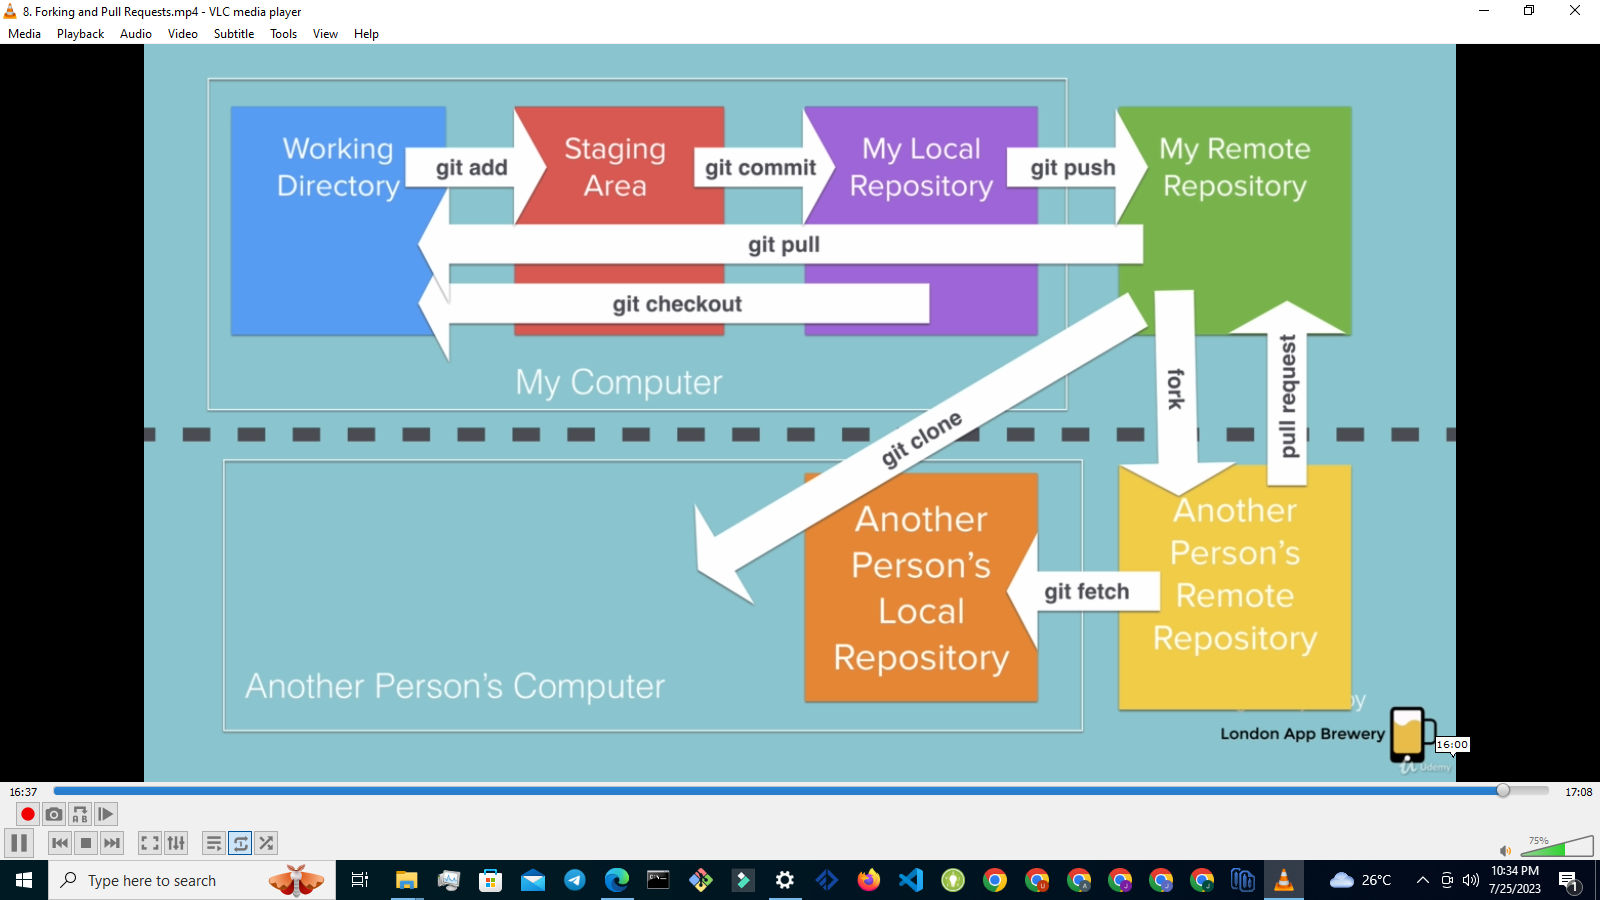 8. Forking and Pull Requests.mp4 - VLC media player
Media Playback Audio Video Subtitle Tools View Help
Working
Directory
git add
Staging
Area
git commit
My Local
Repository
git push
My Remote
Repository
git pull
git checkout
My Computer
git clone
fork
pull request
Another
Person's
Local
Repository
git fetch
Another
Person's
Remote
Repository
Another Person's Computer
by
London App Brewery
16:00
Udemy
16:37
17:08
A B
75%
Type here to search
26°C
10:34 PM
7/25/2023
1